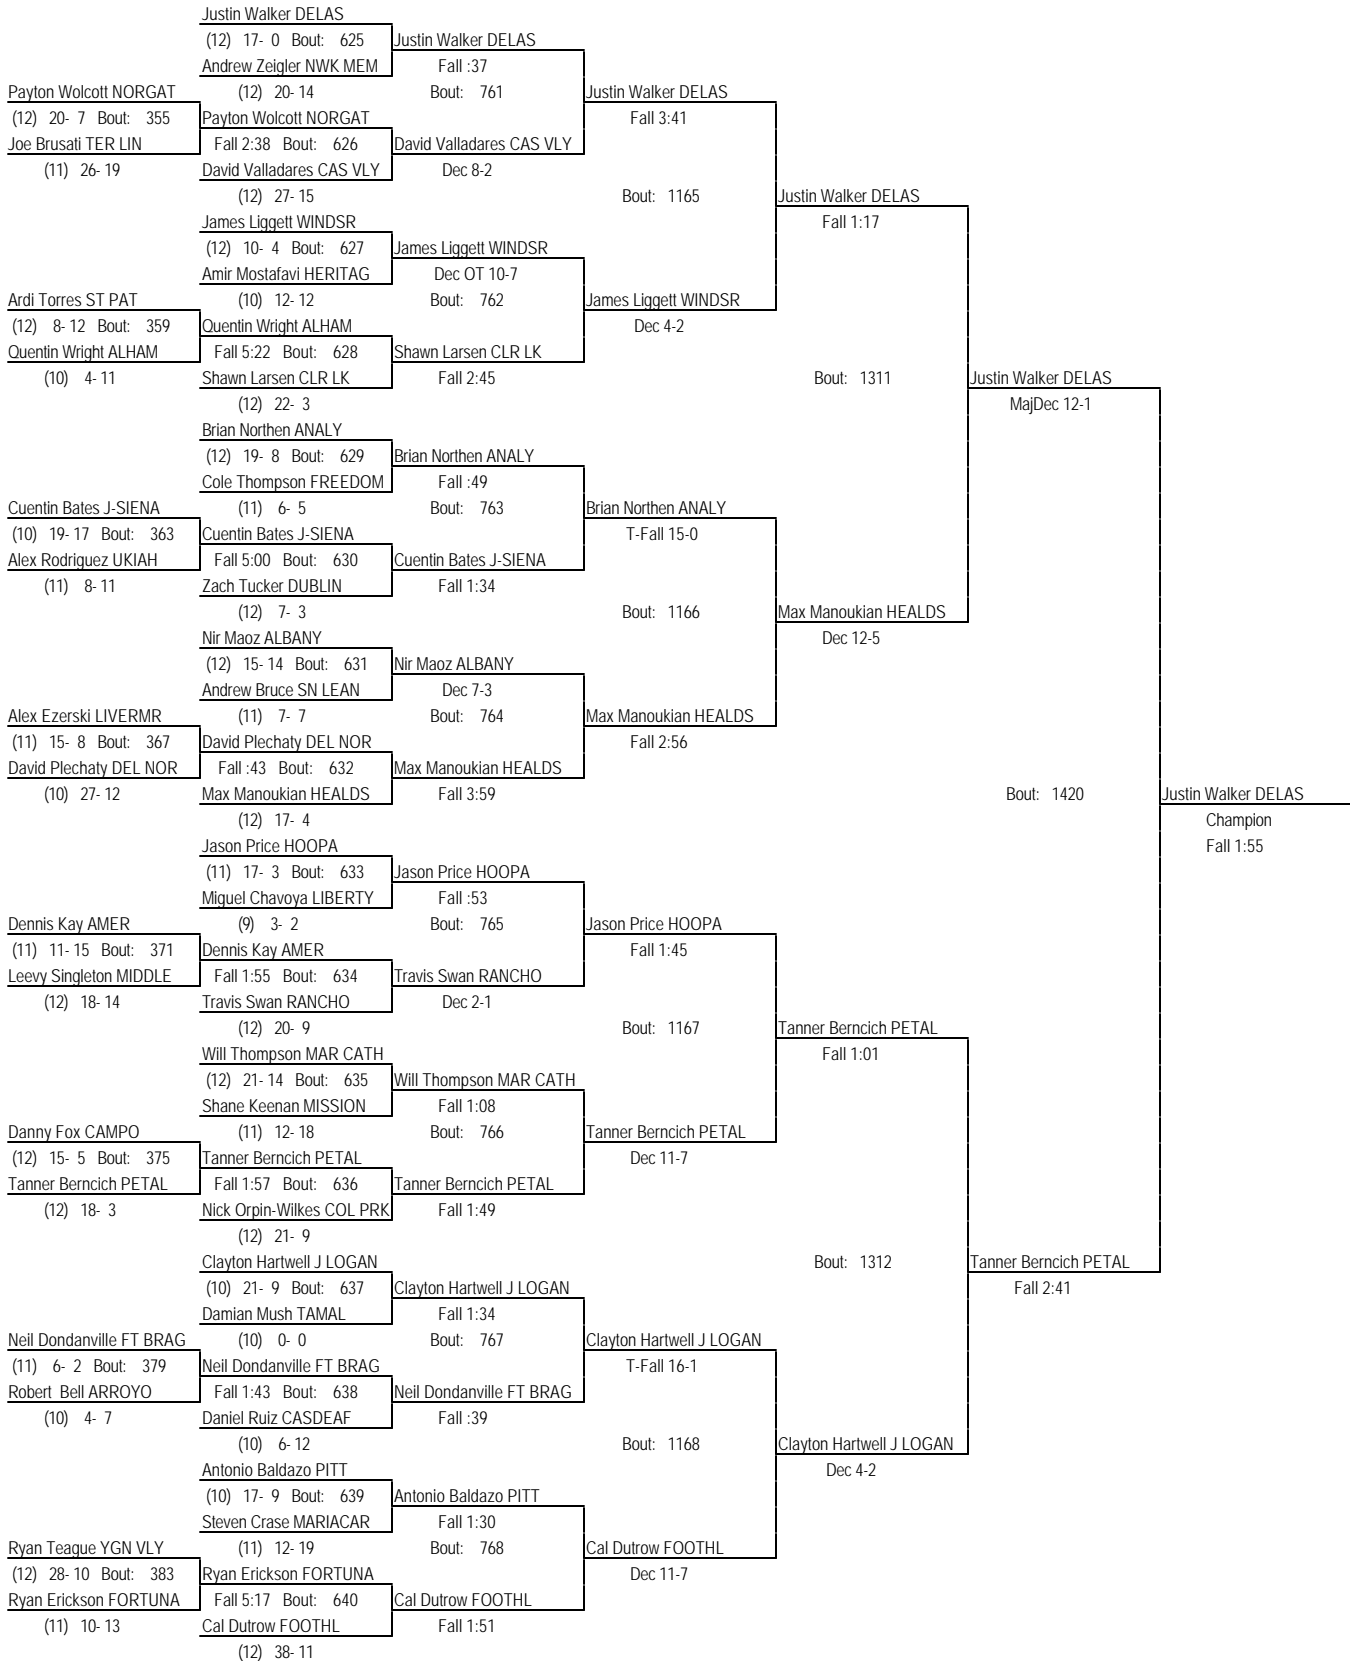 Justin Walker DELAS
(12) 17- 0 Bout: 625 Justin Walker DELAS
Andrew Zeigler NWK MEM Fall :37
Payton Wolcott NORGAT (12) 20- 14 Bout: 761 Justin Walker DELAS
(12) 20- 7 Bout: 355 Payton Wolcott NORGAT Fall 3:41
Joe Brusati TER LIN Fall 2:38 Bout: 626 David Valladares CAS VLY
(11) 26- 19 David Valladares CAS VLY Dec 8-2
(12) 27- 15 Bout: 1165 Justin Walker DELAS
James Liggett WINDSR Fall 1:17
(12) 10- 4 Bout: 627 James Liggett WINDSR
Amir Mostafavi HERITAG Dec OT 10-7
Ardi Torres ST PAT (10) 12- 12 Bout: 762 James Liggett WINDSR
(12) 8- 12 Bout: 359 Quentin Wright ALHAM Dec 4-2
Quentin Wright ALHAM Fall 5:22 Bout: 628 Shawn Larsen CLR LK
(10) 4- 11 Shawn Larsen CLR LK Fall 2:45 Bout: 1311 Justin Walker DELAS
(12) 22- 3 MajDec 12-1
Brian Northen ANALY
(12) 19- 8 Bout: 629 Brian Northen ANALY
Cole Thompson FREEDOM Fall :49
Cuentin Bates J-SIENA (11) 6- 5 Bout: 763 Brian Northen ANALY
(10) 19- 17 Bout: 363 Cuentin Bates J-SIENA T-Fall 15-0
Alex Rodriguez UKIAH Fall 5:00 Bout: 630 Cuentin Bates J-SIENA
(11) 8- 11 Zach Tucker DUBLIN Fall 1:34
(12) 7- 3 Bout: 1166 Max Manoukian HEALDS
Nir Maoz ALBANY Dec 12-5
(12) 15- 14 Bout: 631 Nir Maoz ALBANY
Andrew Bruce SN LEAN Dec 7-3
Alex Ezerski LIVERMR (11) 7- 7 Bout: 764 Max Manoukian HEALDS
(11) 15- 8 Bout: 367 David Plechaty DEL NOR Fall 2:56
David Plechaty DEL NOR Fall :43 Bout: 632 Max Manoukian HEALDS
(10) 27- 12 Max Manoukian HEALDS Fall 3:59 Bout: 1420 Justin Walker DELAS
(12) 17- 4 Champion
Jason Price HOOPA Fall 1:55
(11) 17- 3 Bout: 633 Jason Price HOOPA
Miguel Chavoya LIBERTY Fall :53
Dennis Kay AMER (9) 3- 2 Bout: 765 Jason Price HOOPA
(11) 11- 15 Bout: 371 Dennis Kay AMER Fall 1:45
Leevy Singleton MIDDLE Fall 1:55 Bout: 634 Travis Swan RANCHO
(12) 18- 14 Travis Swan RANCHO Dec 2-1
(12) 20- 9 Bout: 1167 Tanner Berncich PETAL
Will Thompson MAR CATH Fall 1:01
(12) 21- 14 Bout: 635 Will Thompson MAR CATH
Shane Keenan MISSION Fall 1:08
Danny Fox CAMPO (11) 12- 18 Bout: 766 Tanner Berncich PETAL
(12) 15- 5 Bout: 375 Tanner Berncich PETAL Dec 11-7
Tanner Berncich PETAL Fall 1:57 Bout: 636 Tanner Berncich PETAL
(12) 18- 3 Nick Orpin-Wilkes COL PRK Fall 1:49
(12) 21- 9
Clayton Hartwell J LOGAN Bout: 1312 Tanner Berncich PETAL
(10) 21- 9 Bout: 637 Clayton Hartwell J LOGAN Fall 2:41
Damian Mush TAMAL Fall 1:34
Neil Dondanville FT BRAG (10) 0- 0 Bout: 767 Clayton Hartwell J LOGAN
(11) 6- 2 Bout: 379 Neil Dondanville FT BRAG T-Fall 16-1
Robert Bell ARROYO Fall 1:43 Bout: 638 Neil Dondanville FT BRAG
(10) 4- 7 Daniel Ruiz CASDEAF Fall :39
(10) 6- 12 Bout: 1168 Clayton Hartwell J LOGAN
Antonio Baldazo PITT Dec 4-2
(10) 17- 9 Bout: 639 Antonio Baldazo PITT
Steven Crase MARIACAR Fall 1:30
Ryan Teague YGN VLY (11) 12- 19 Bout: 768 Cal Dutrow FOOTHL
(12) 28- 10 Bout: 383 Ryan Erickson FORTUNA Dec 11-7
Ryan Erickson FORTUNA Fall 5:17 Bout: 640 Cal Dutrow FOOTHL
(11) 10- 13 Cal Dutrow FOOTHL Fall 1:51
(12) 38- 11